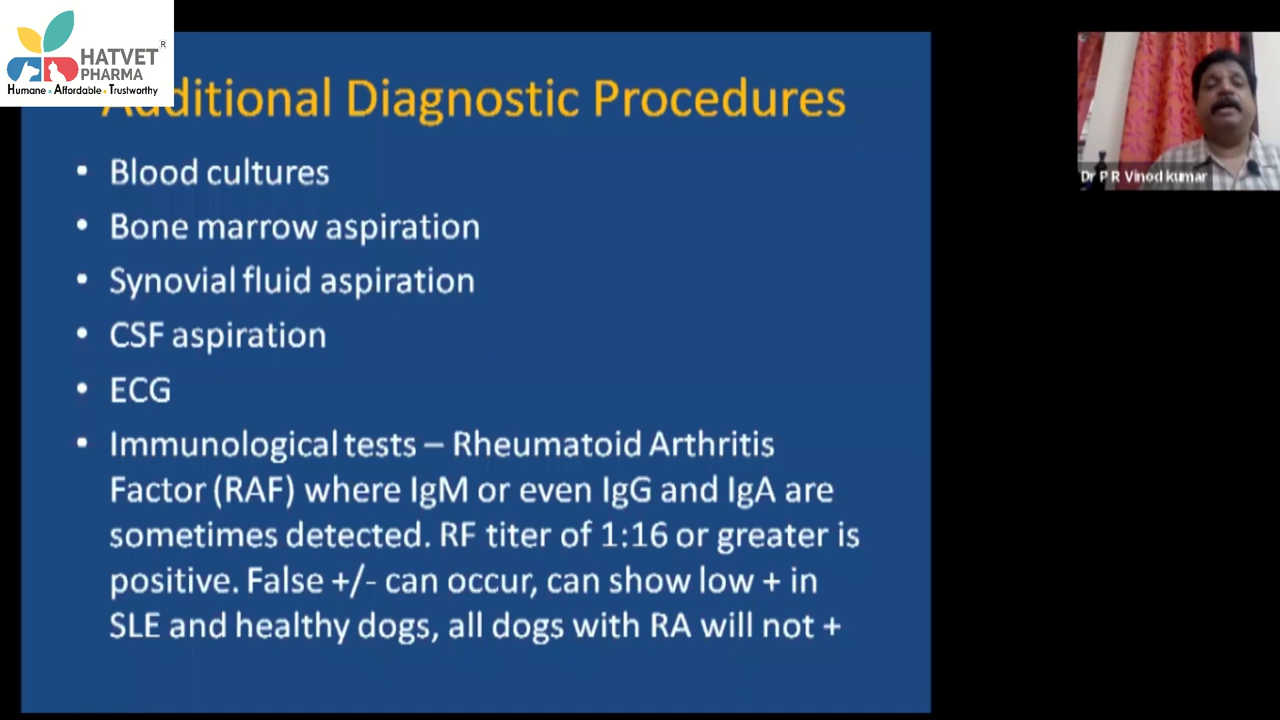 HATVET®
PHARMA
Humane • Affordable • Trustworthy
Additional Diagnostic Procedures
• Blood cultures
• Bone marrow aspiration
• Synovial fluid aspiration
• CSF aspiration
• ECG
• Immunological tests – Rheumatoid Arthritis
Factor (RAF) where IgM or even IgG and IgA are
sometimes detected. RF titer of 1:16 or greater is
positive. False +/- can occur, can show low + in
SLE and healthy dogs, all dogs with RA will not +
Dr P R Vinod kumar